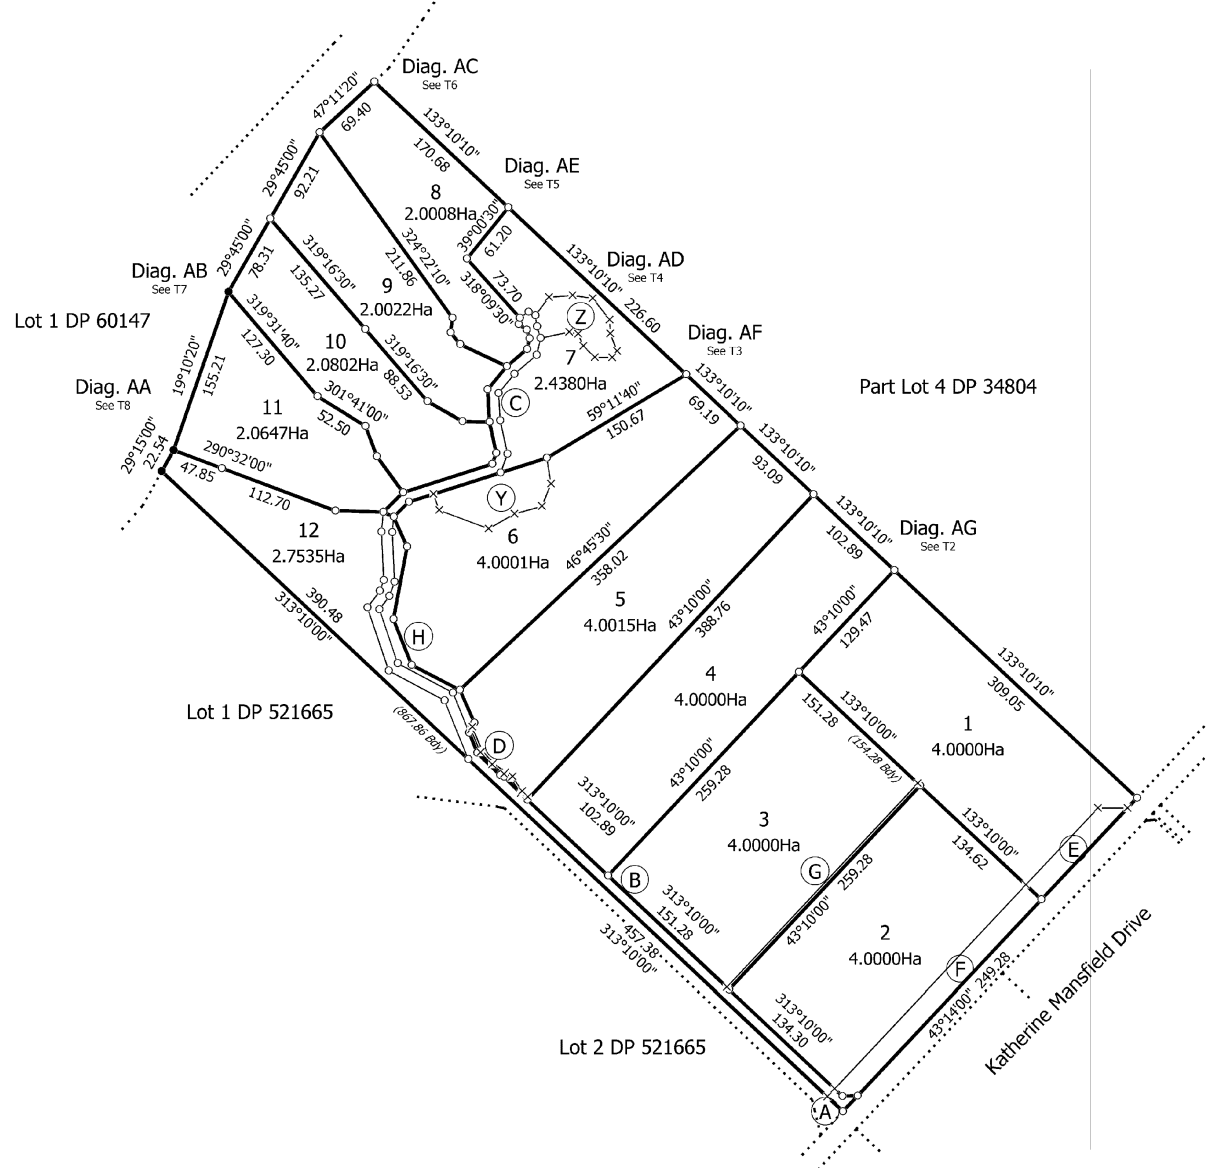 Diag. AC
See T6
47°11'20"
69.40
133°10'10"
170.68
Diag. AE
See T5
29°45'00"
92.21
8
2.0008Ha
39°00'30"
61.20
324°22'10"
211.86
319°16'30"
135.27
29°45'00"
78.31
Diag. AB
See T7
133°10'10"
226.60
Diag. AD
See T4
73.70
318°09'30"
9
2.0022Ha
Z
Lot 1 DP 60147
319°31'40"
127.30
10
2.0802Ha
319°16'30"
88.53
7
2.4380Ha
Diag. AF
See T3
133°10'10"
69.19
Part Lot 4 DP 34804
19°10'20"
155.21
Diag. AA
See T8
301°41'00"
52.50
C
59°11'40"
150.67
11
2.0647Ha
29°15'00"
22.54
290°32'00"
47.85
112.70
133°10'10"
93.09
Y
133°10'10"
102.89
Diag. AG
See T2
12
2.7535Ha
6
4.0001Ha
46°45'30"
358.02
390.48
313°10'00"
5
4.0015Ha
43°10'00"
388.76
43°10'00"
129.47
H
4
4.0000Ha
133°10'10"
309.05
Lot 1 DP 521665
(867.86 Bdy)
D
151.28
133°10'00"
(154.28 Bdy)
1
4.0000Ha
43°10'00"
259.28
313°10'00"
102.89
3
4.0000Ha
133°10'00"
134.62
E
G
259.28
43°10'00"
B
313°10'00"
151.28
457.38
313°10'00"
2
4.0000Ha
F
43°14'00"
249.28
Katherine Mansfield Drive
313°10'00"
134.30
Lot 2 DP 521665
A